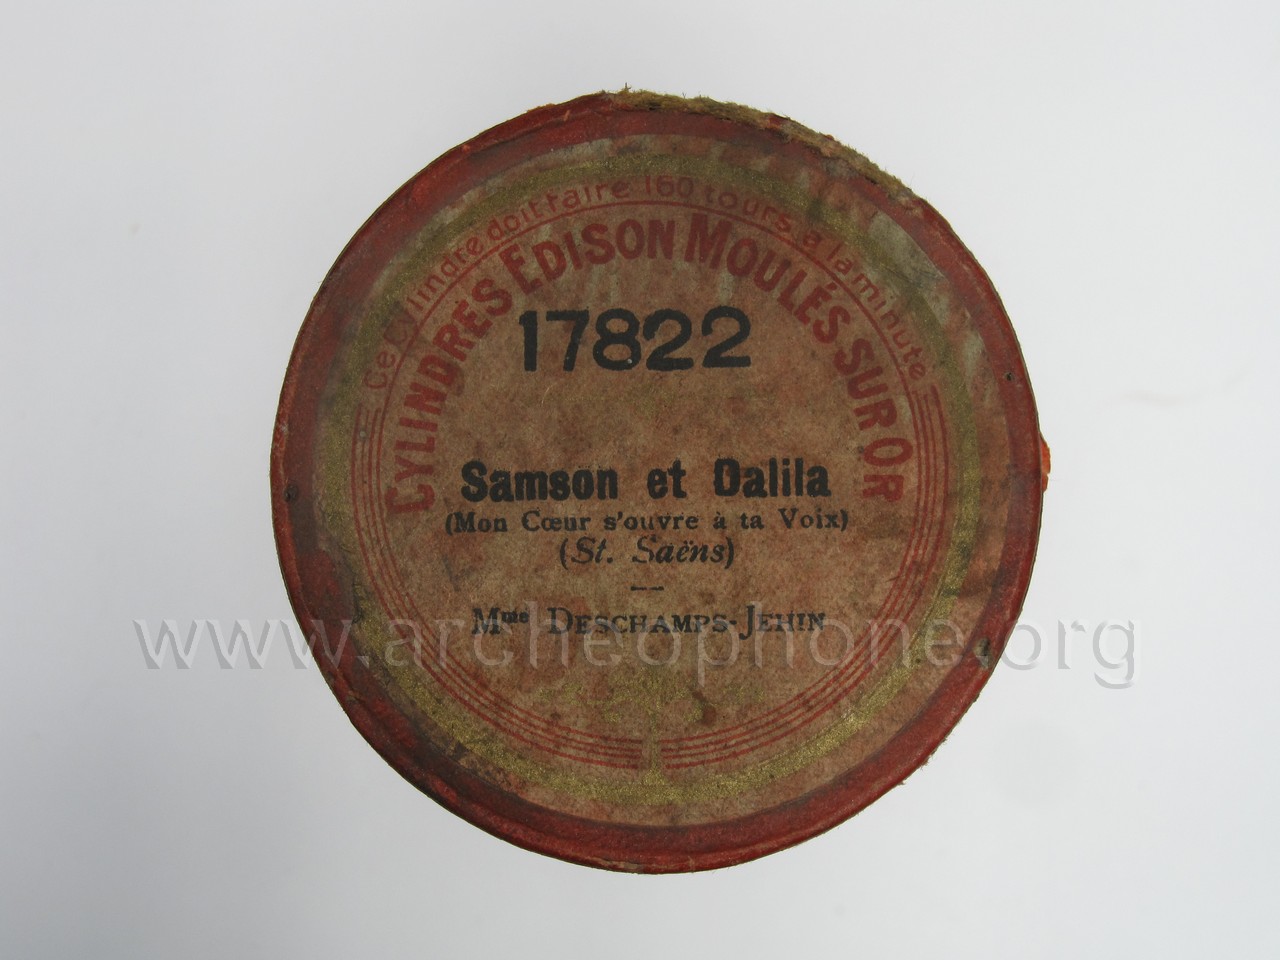 Ce Cylindre doit faire 160 tours à la minute
CYLINDRES EDISON MOULÉS SUR OR
17822
Samson et Dalila
(Mon Cœur s'ouvre à ta Voix)
(St. Saëns)
Mme DESCHAMPS-JEHIN
www.archeophone.org